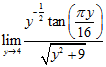 lim y→4 y^(-1/2) tan(πy/16) / √(y²+9)